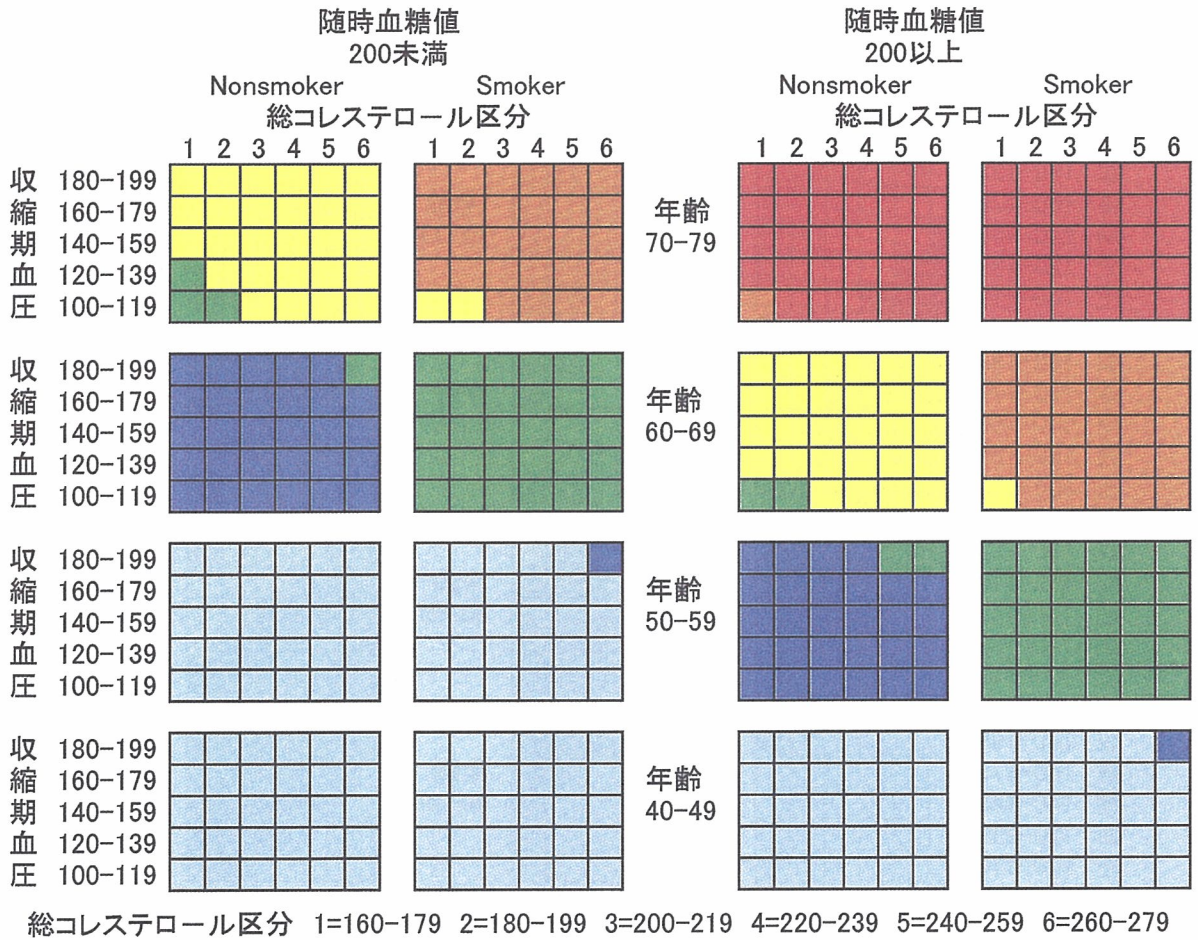 随時血糖値
200未満
随時血糖値
200以上
Nonsmoker Smoker
Nonsmoker Smoker
総コレステロール区分
総コレステロール区分
1 2 3 4 5 6 1 2 3 4 5 6
1 2 3 4 5 6 1 2 3 4 5 6
収 180-199
縮 160-179
期 140-159
血 120-139
圧 100-119
年齢
70-79
収 180-199
縮 160-179
期 140-159
血 120-139
圧 100-119
年齢
60-69
収 180-199
縮 160-179
期 140-159
血 120-139
圧 100-119
年齢
50-59
収 180-199
縮 160-179
期 140-159
血 120-139
圧 100-119
年齢
40-49
総コレステロール区分 1=160-179 2=180-199 3=200-219 4=220-239 5=240-259 6=260-279